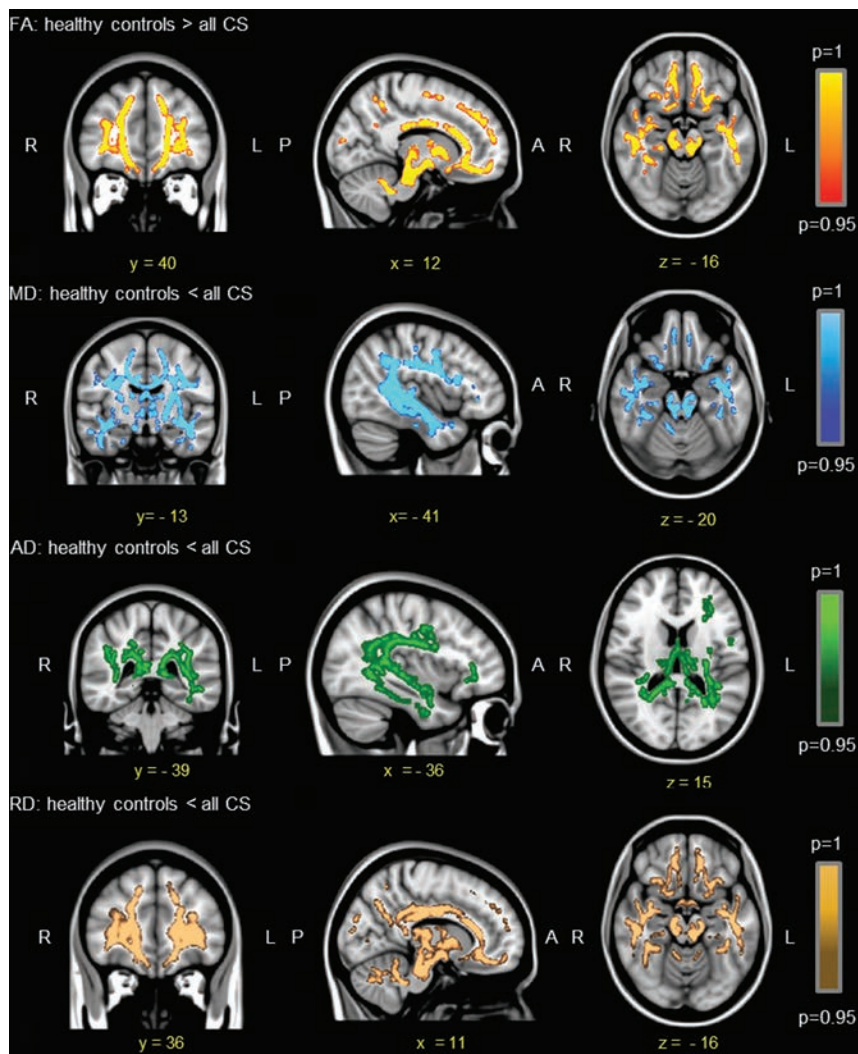 FA: healthy controls > all CS
p=1
R
L
P
A
R
L
p=0.95
y = 40
x = 12
z = - 16
MD: healthy controls < all CS
p=1
R
L
P
A
R
L
p=0.95
y= - 13
x= - 41
z = - 20
AD: healthy controls < all CS
p=1
R
L
P
A
R
L
p=0.95
y = - 39
x = - 36
z = 15
RD: healthy controls < all CS
p=1
R
L
P
A
R
L
p=0.95
y = 36
x = 11
z = - 16